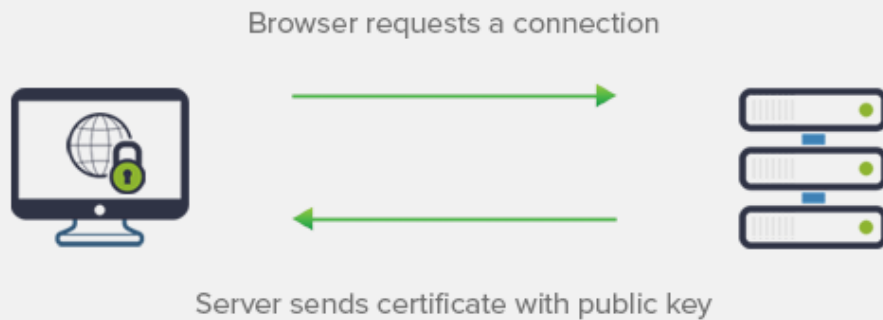 Browser requests a connection
Server sends certificate with public key